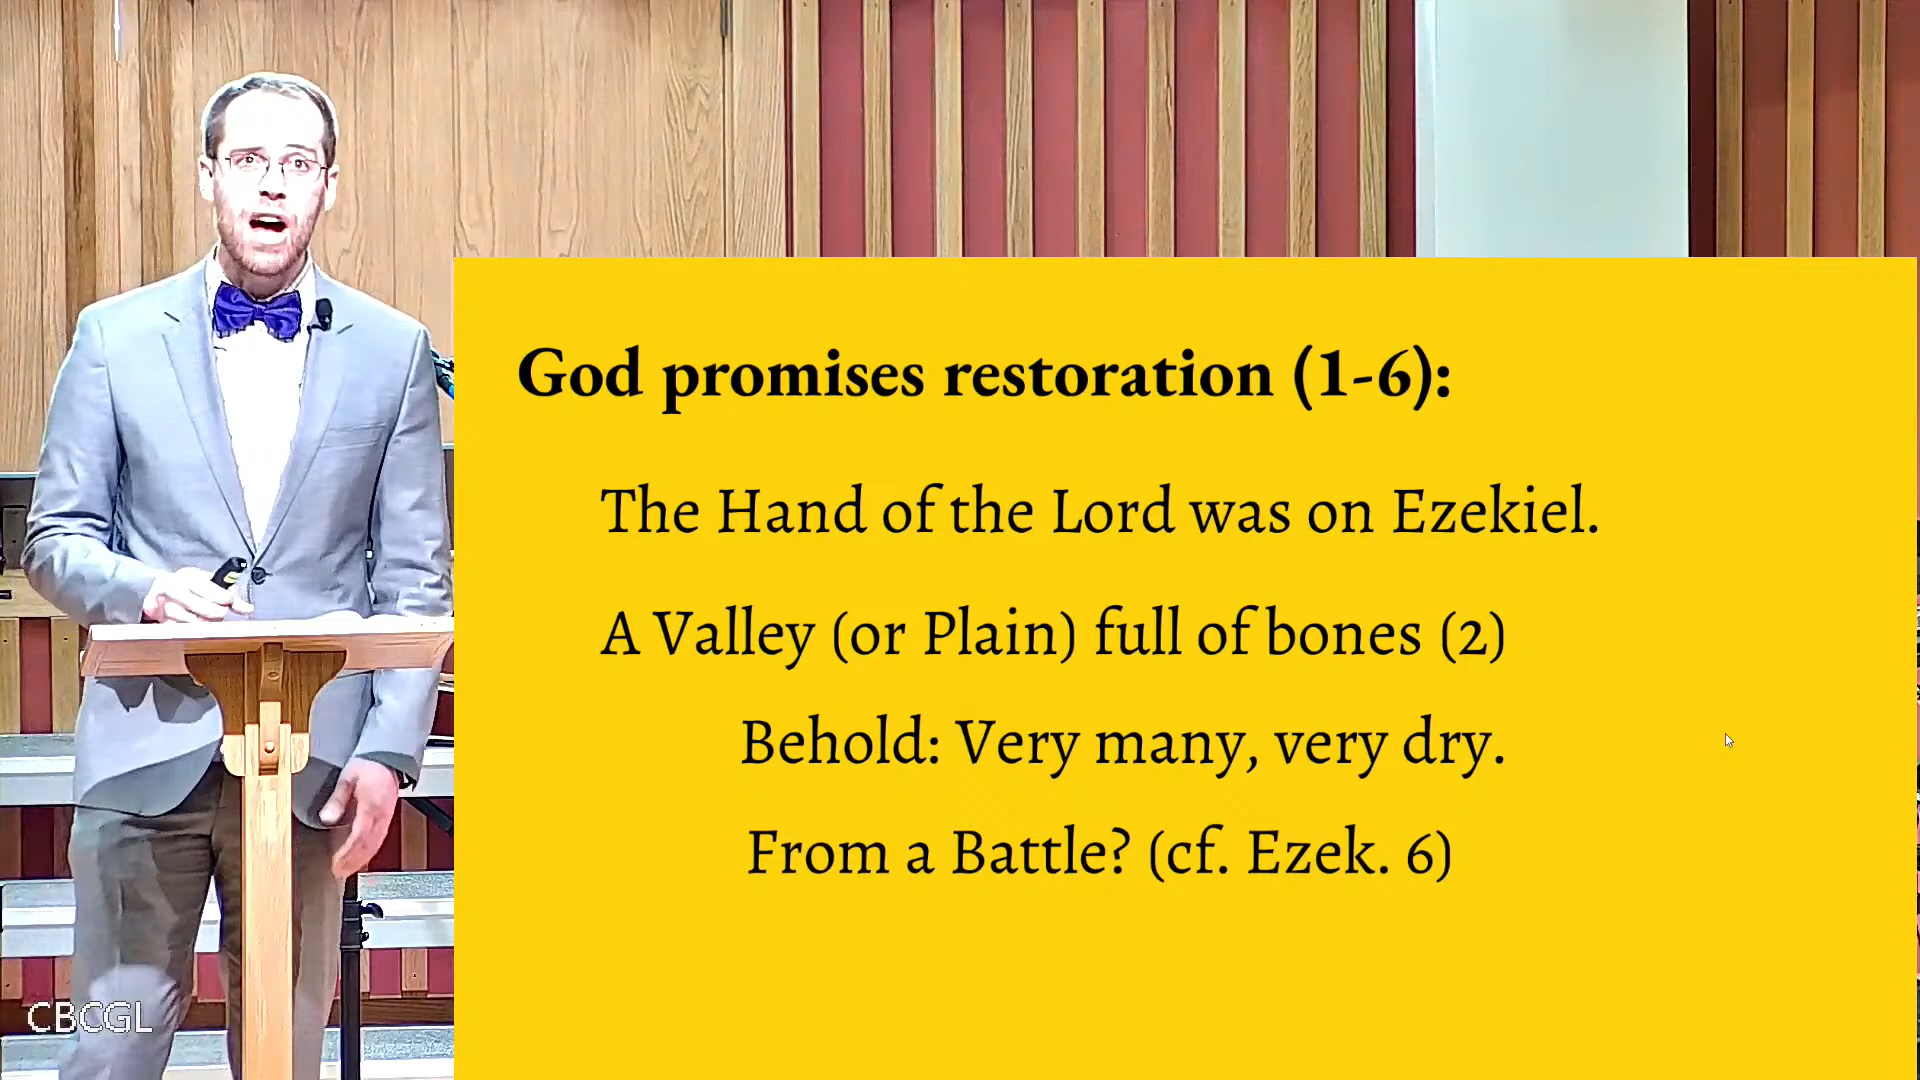 God promises restoration (1-6):
The Hand of the Lord was on Ezekiel.
A Valley (or Plain) full of bones (2)
Behold: Very many, very dry.
From a Battle? (cf. Ezek. 6)
CBCGL